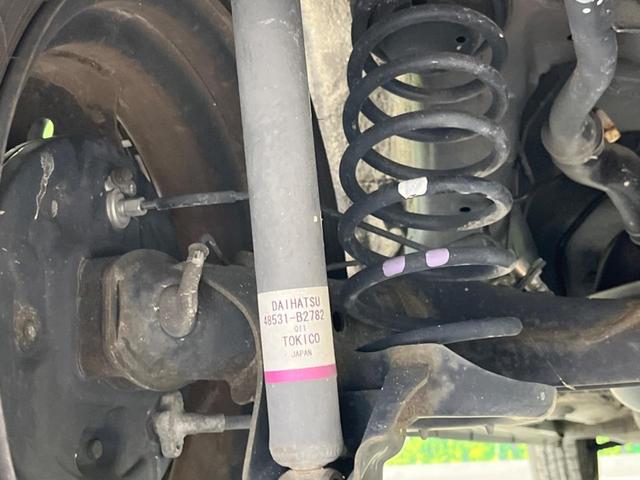 DAIHATSU
48531-B2782
011
TOKICO
JAPAN